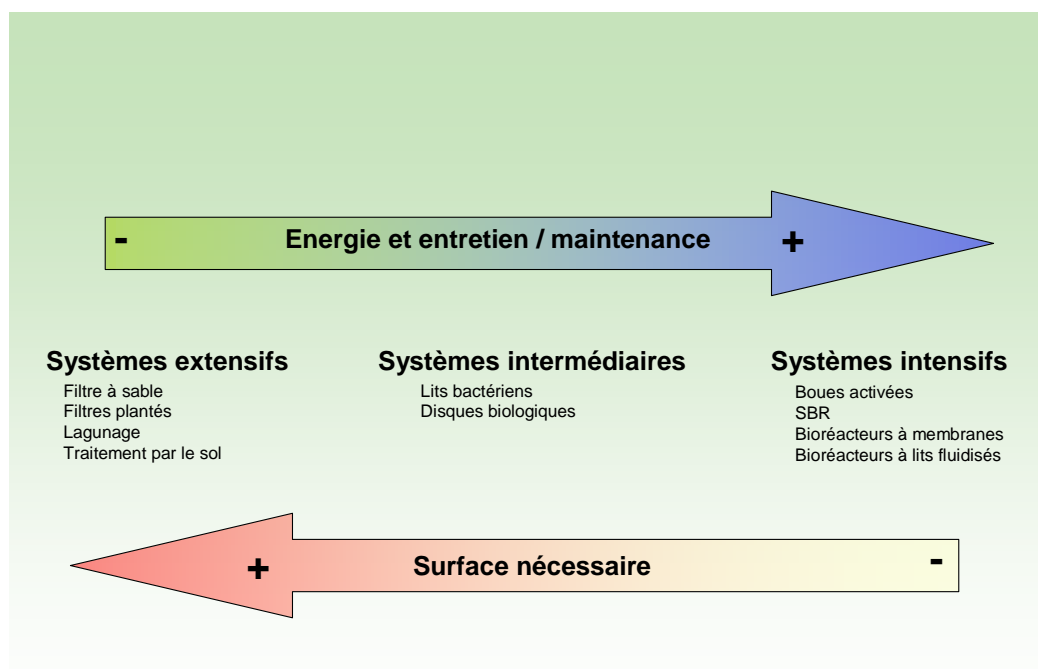 - Energie et entretien / maintenance +
Systèmes extensifs
Filtre à sable
Filtres plantés
Lagunage
Traitement par le sol
Systèmes intermédiaires
Lits bactériens
Disques biologiques
Systèmes intensifs
Boues activées
SBR
Bioréacteurs à membranes
Bioréacteurs à lits fluidisés
+ Surface nécessaire -